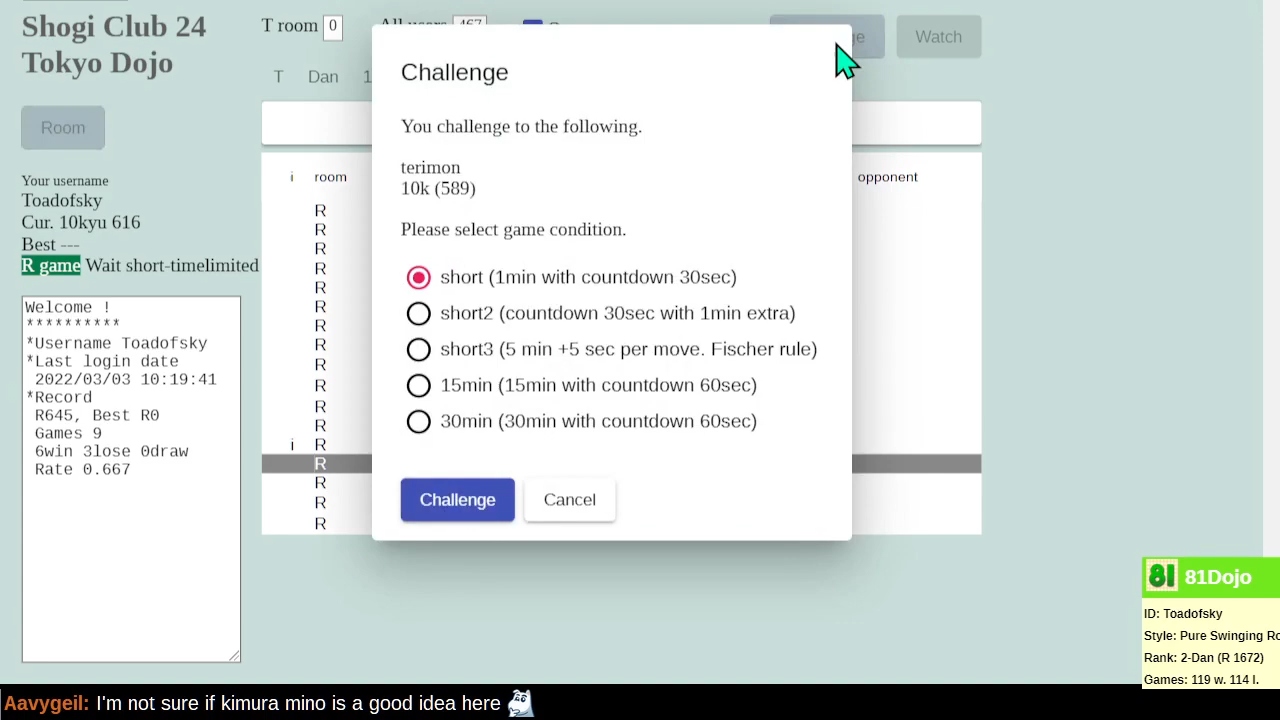 Shogi Club 24
Tokyo Dojo
Room
Your username
Toadofsky
Cur. 10kyu 616
Best ---
R game Wait short-timelimited
Welcome !
**********
*Username Toadofsky
*Last login date
2022/03/03 10:19:41
*Record
R645, Best R0
Games 9
6win 3lose 0draw
Rate 0.667
T room 0
Watch
T Dan
i room opponent
R
R
R
R
R
R
R
R
R
R
R
R
i R
R
R
R
R
Challenge
You challenge to the following.
terimon
10k (589)
Please select game condition.
short (1min with countdown 30sec)
short2 (countdown 30sec with 1min extra)
short3 (5 min +5 sec per move. Fischer rule)
15min (15min with countdown 60sec)
30min (30min with countdown 60sec)
Challenge Cancel
81 81Dojo
ID: Toadofsky
Style: Pure Swinging Ro
Rank: 2-Dan (R 1672)
Games: 119 w. 114 l.
Aavygeil: I'm not sure if kimura mino is a good idea here